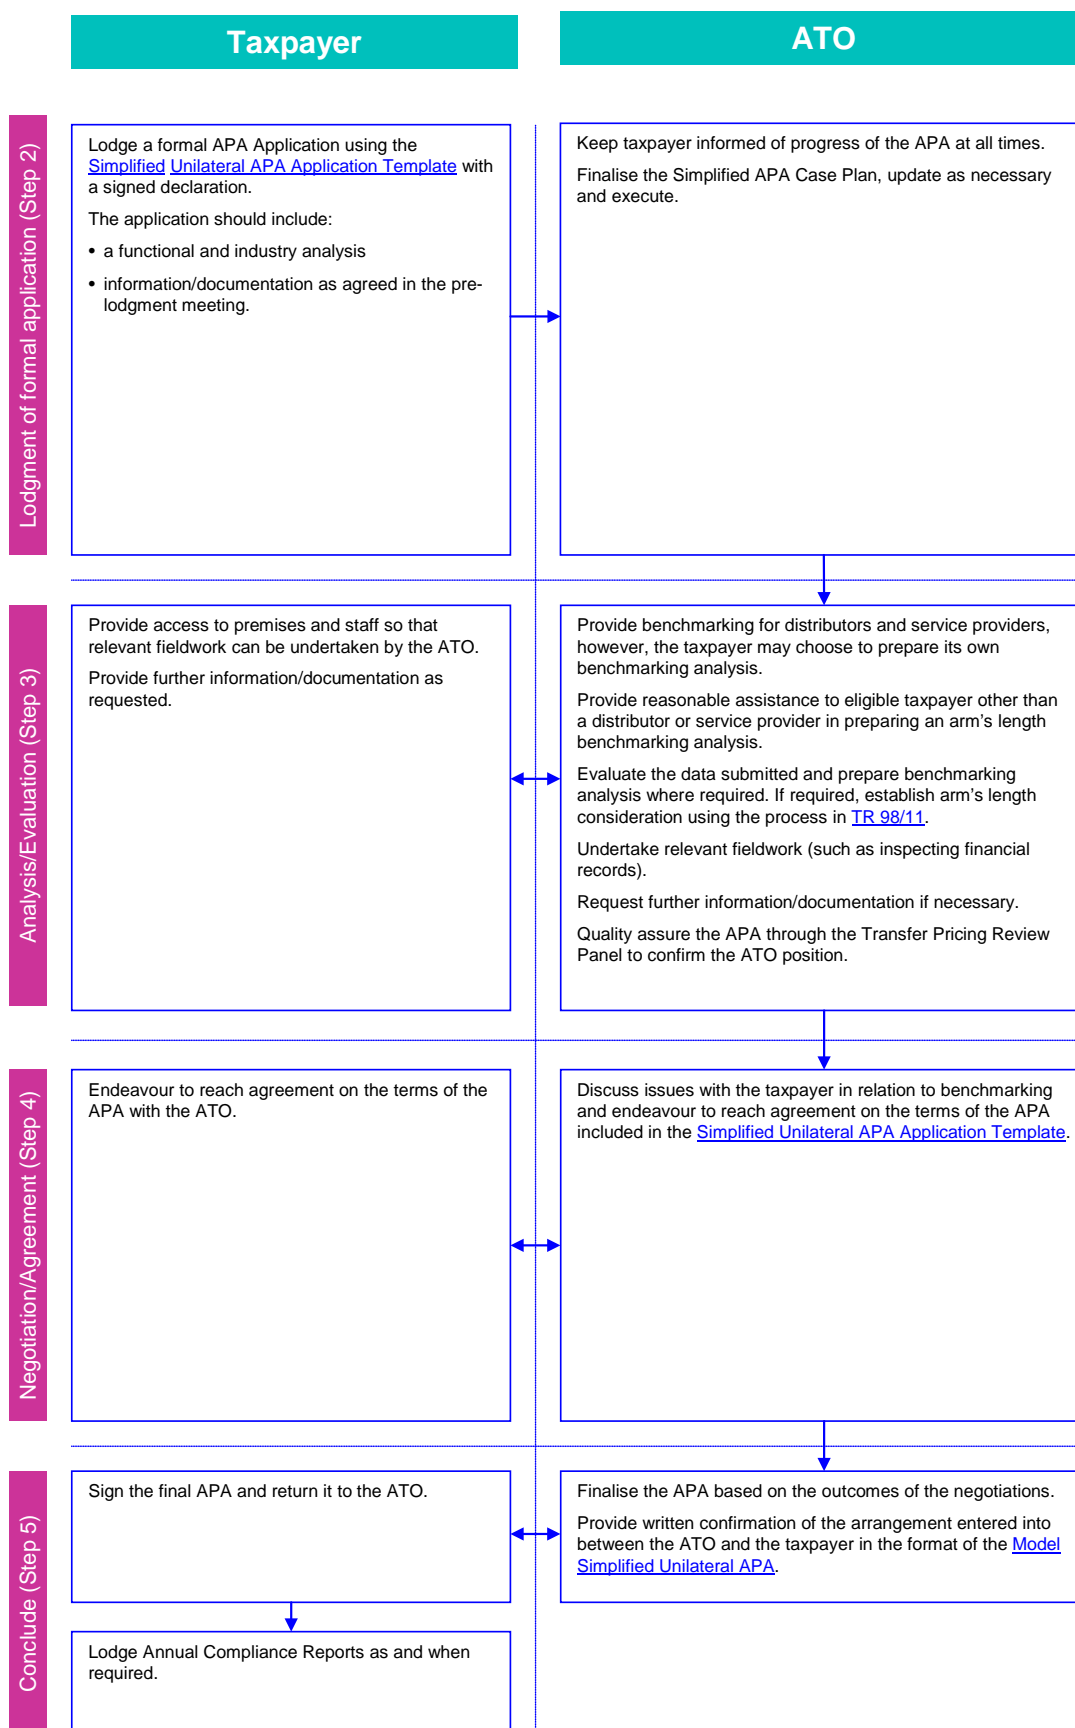 Taxpayer
ATO
Lodgment of formal application (Step 2)
Lodge a formal APA Application using the
Simplified Unilateral APA Application Template with
a signed declaration.
The application should include:
• a functional and industry analysis
• information/documentation as agreed in the pre-
lodgment meeting.
Keep taxpayer informed of progress of the APA at all times.
Finalise the Simplified APA Case Plan, update as necessary
and execute.
Analysis/Evaluation (Step 3)
Provide access to premises and staff so that
relevant fieldwork can be undertaken by the ATO.
Provide further information/documentation as
requested.
Provide benchmarking for distributors and service providers,
however, the taxpayer may choose to prepare its own
benchmarking analysis.
Provide reasonable assistance to eligible taxpayer other than
a distributor or service provider in preparing an arm's length
benchmarking analysis.
Evaluate the data submitted and prepare benchmarking
analysis where required. If required, establish arm's length
consideration using the process in TR 98/11.
Undertake relevant fieldwork (such as inspecting financial
records).
Request further information/documentation if necessary.
Quality assure the APA through the Transfer Pricing Review
Panel to confirm the ATO position.
Negotiation/Agreement (Step 4)
Endeavour to reach agreement on the terms of the
APA with the ATO.
Discuss issues with the taxpayer in relation to benchmarking
and endeavour to reach agreement on the terms of the APA
included in the Simplified Unilateral APA Application Template.
Conclude (Step 5)
Sign the final APA and return it to the ATO.
Finalise the APA based on the outcomes of the negotiations.
Provide written confirmation of the arrangement entered into
between the ATO and the taxpayer in the format of the Model
Simplified Unilateral APA.
Lodge Annual Compliance Reports as and when
required.